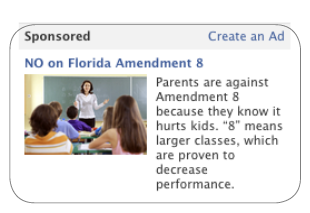 Sponsored Create an Ad
NO on Florida Amendment 8
Parents are against
Amendment 8
because they know it
hurts kids. “8” means
larger classes, which
are proven to
decrease
performance.